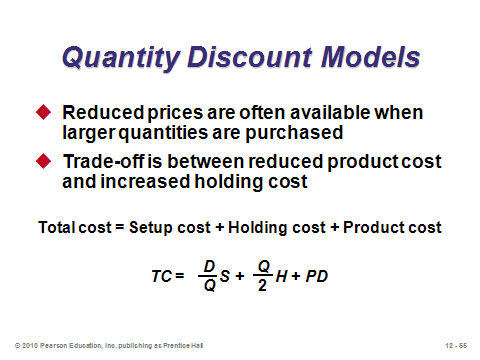 Quantity Discount Models
Reduced prices are often available when
larger quantities are purchased
Trade-off is between reduced product cost
and increased holding cost
Total cost = Setup cost + Holding cost + Product cost
TC = D/Q S + Q/2 H + PD
© 2010 Pearson Education, Inc. publishing as Prentice Hall
12 - 55